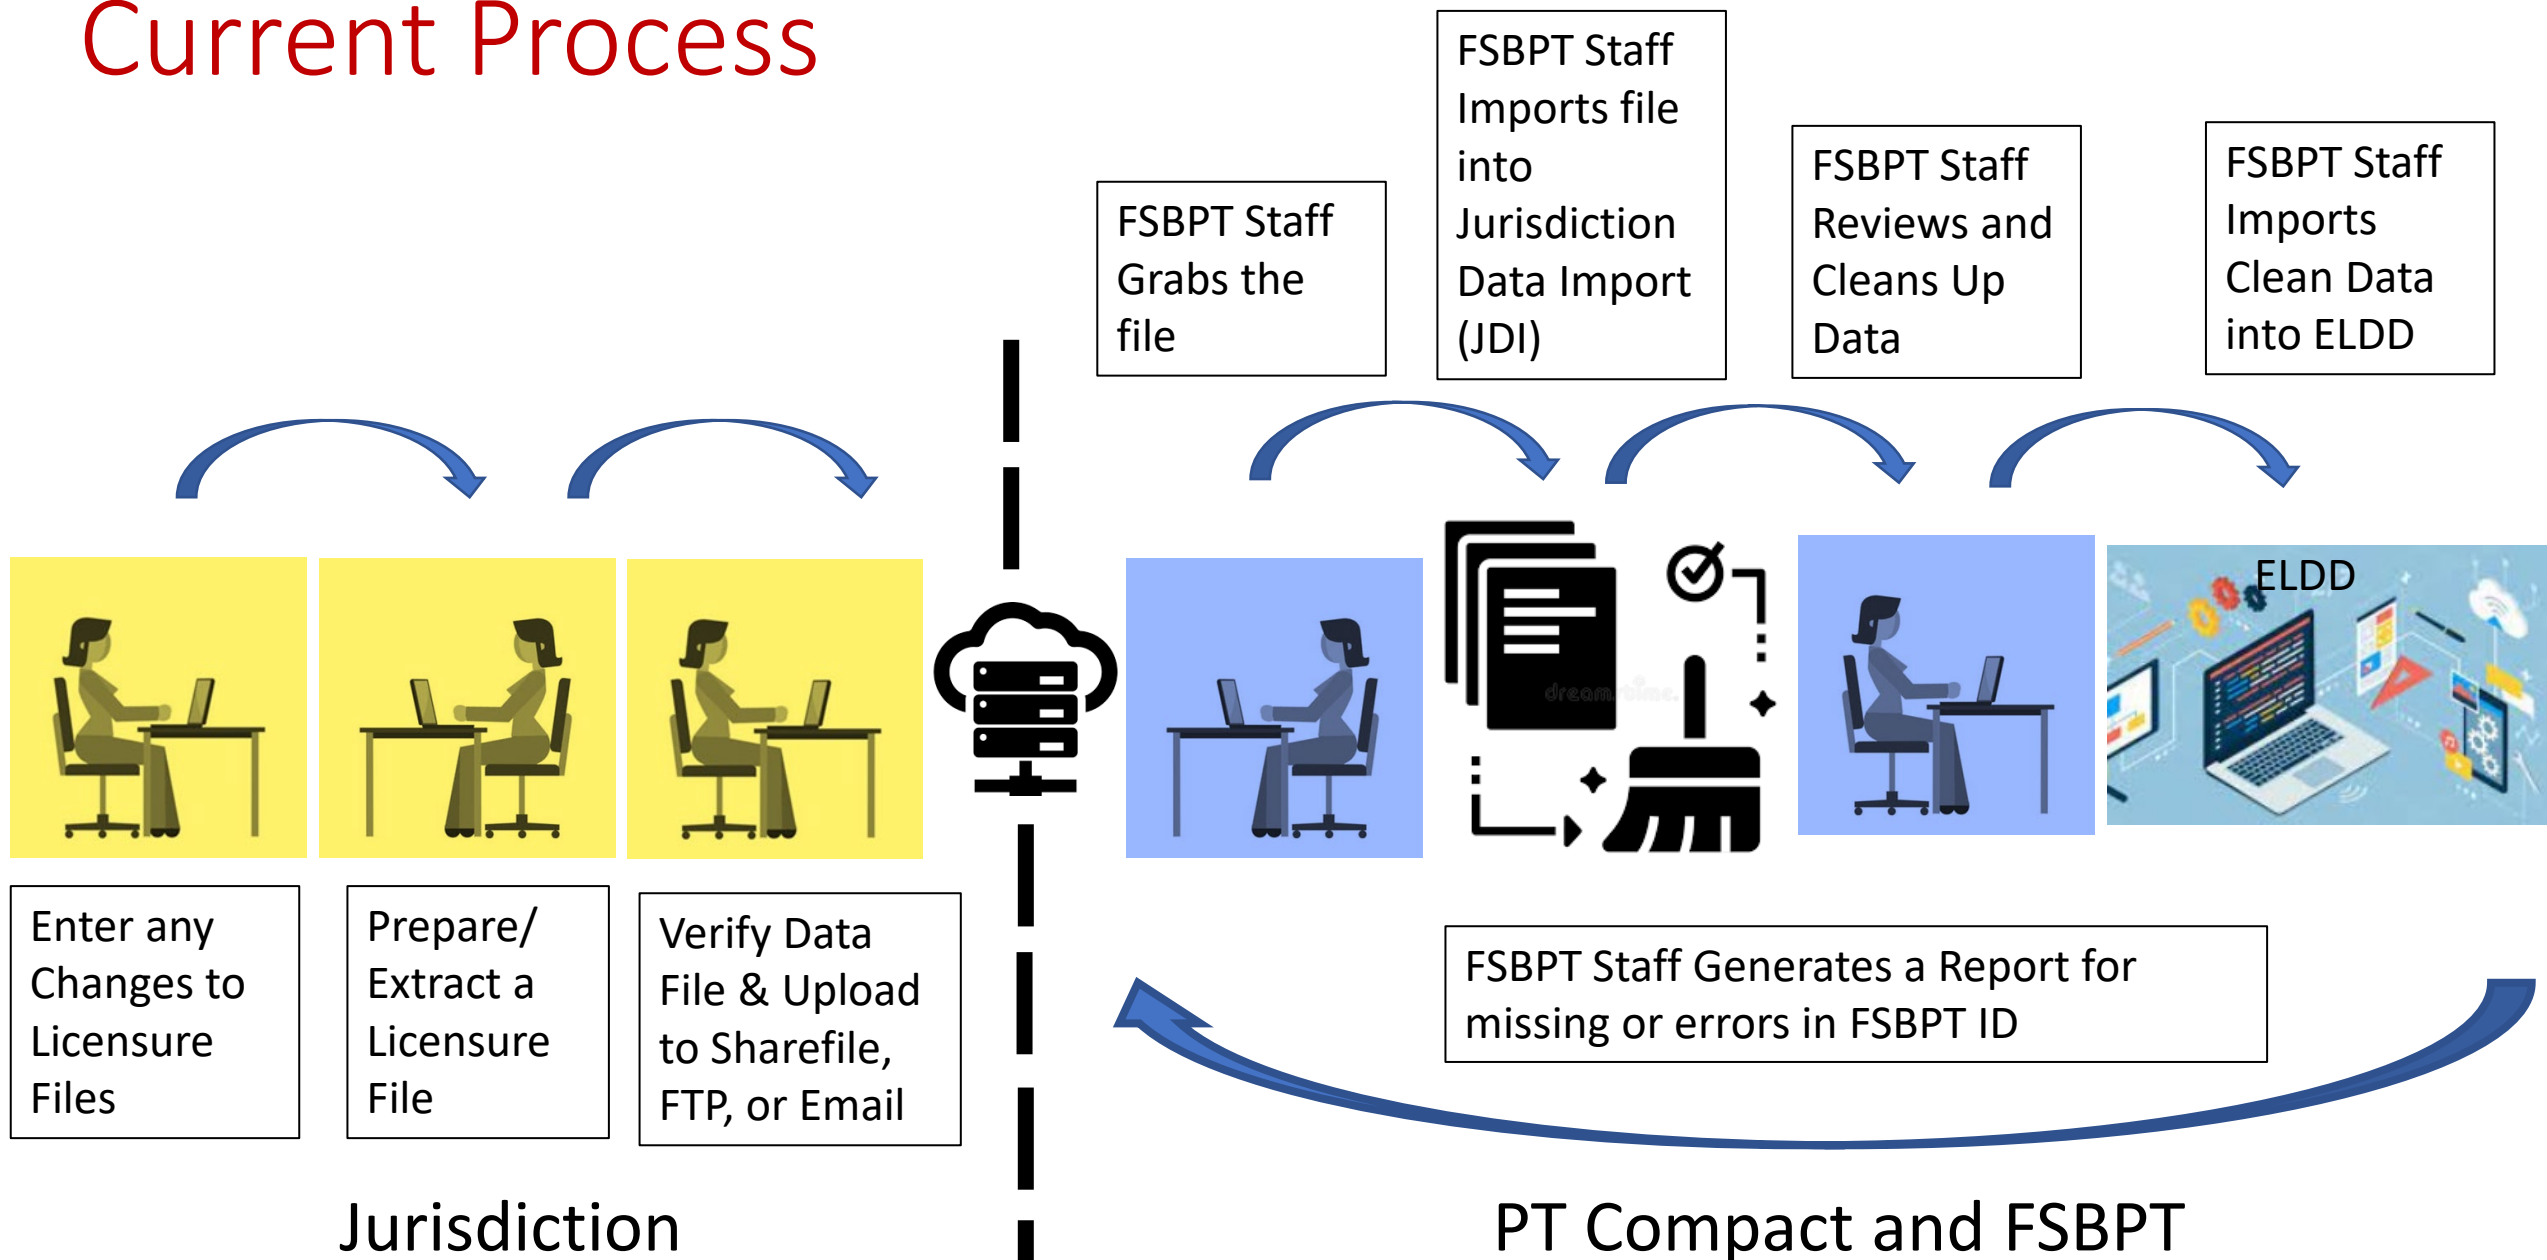 Current Process
FSBPT Staff
Grabs the
file
FSBPT Staff
Imports file
into
Jurisdiction
Data Import
(JDI)
FSBPT Staff
Reviews and
Cleans Up
Data
FSBPT Staff
Imports
Clean Data
into ELDD
ELDD
dreamstime.
Enter any
Changes to
Licensure
Files
Prepare/
Extract a
Licensure
File
Verify Data
File & Upload
to Sharefile,
FTP, or Email
FSBPT Staff Generates a Report for
missing or errors in FSBPT ID
Jurisdiction
PT Compact and FSBPT